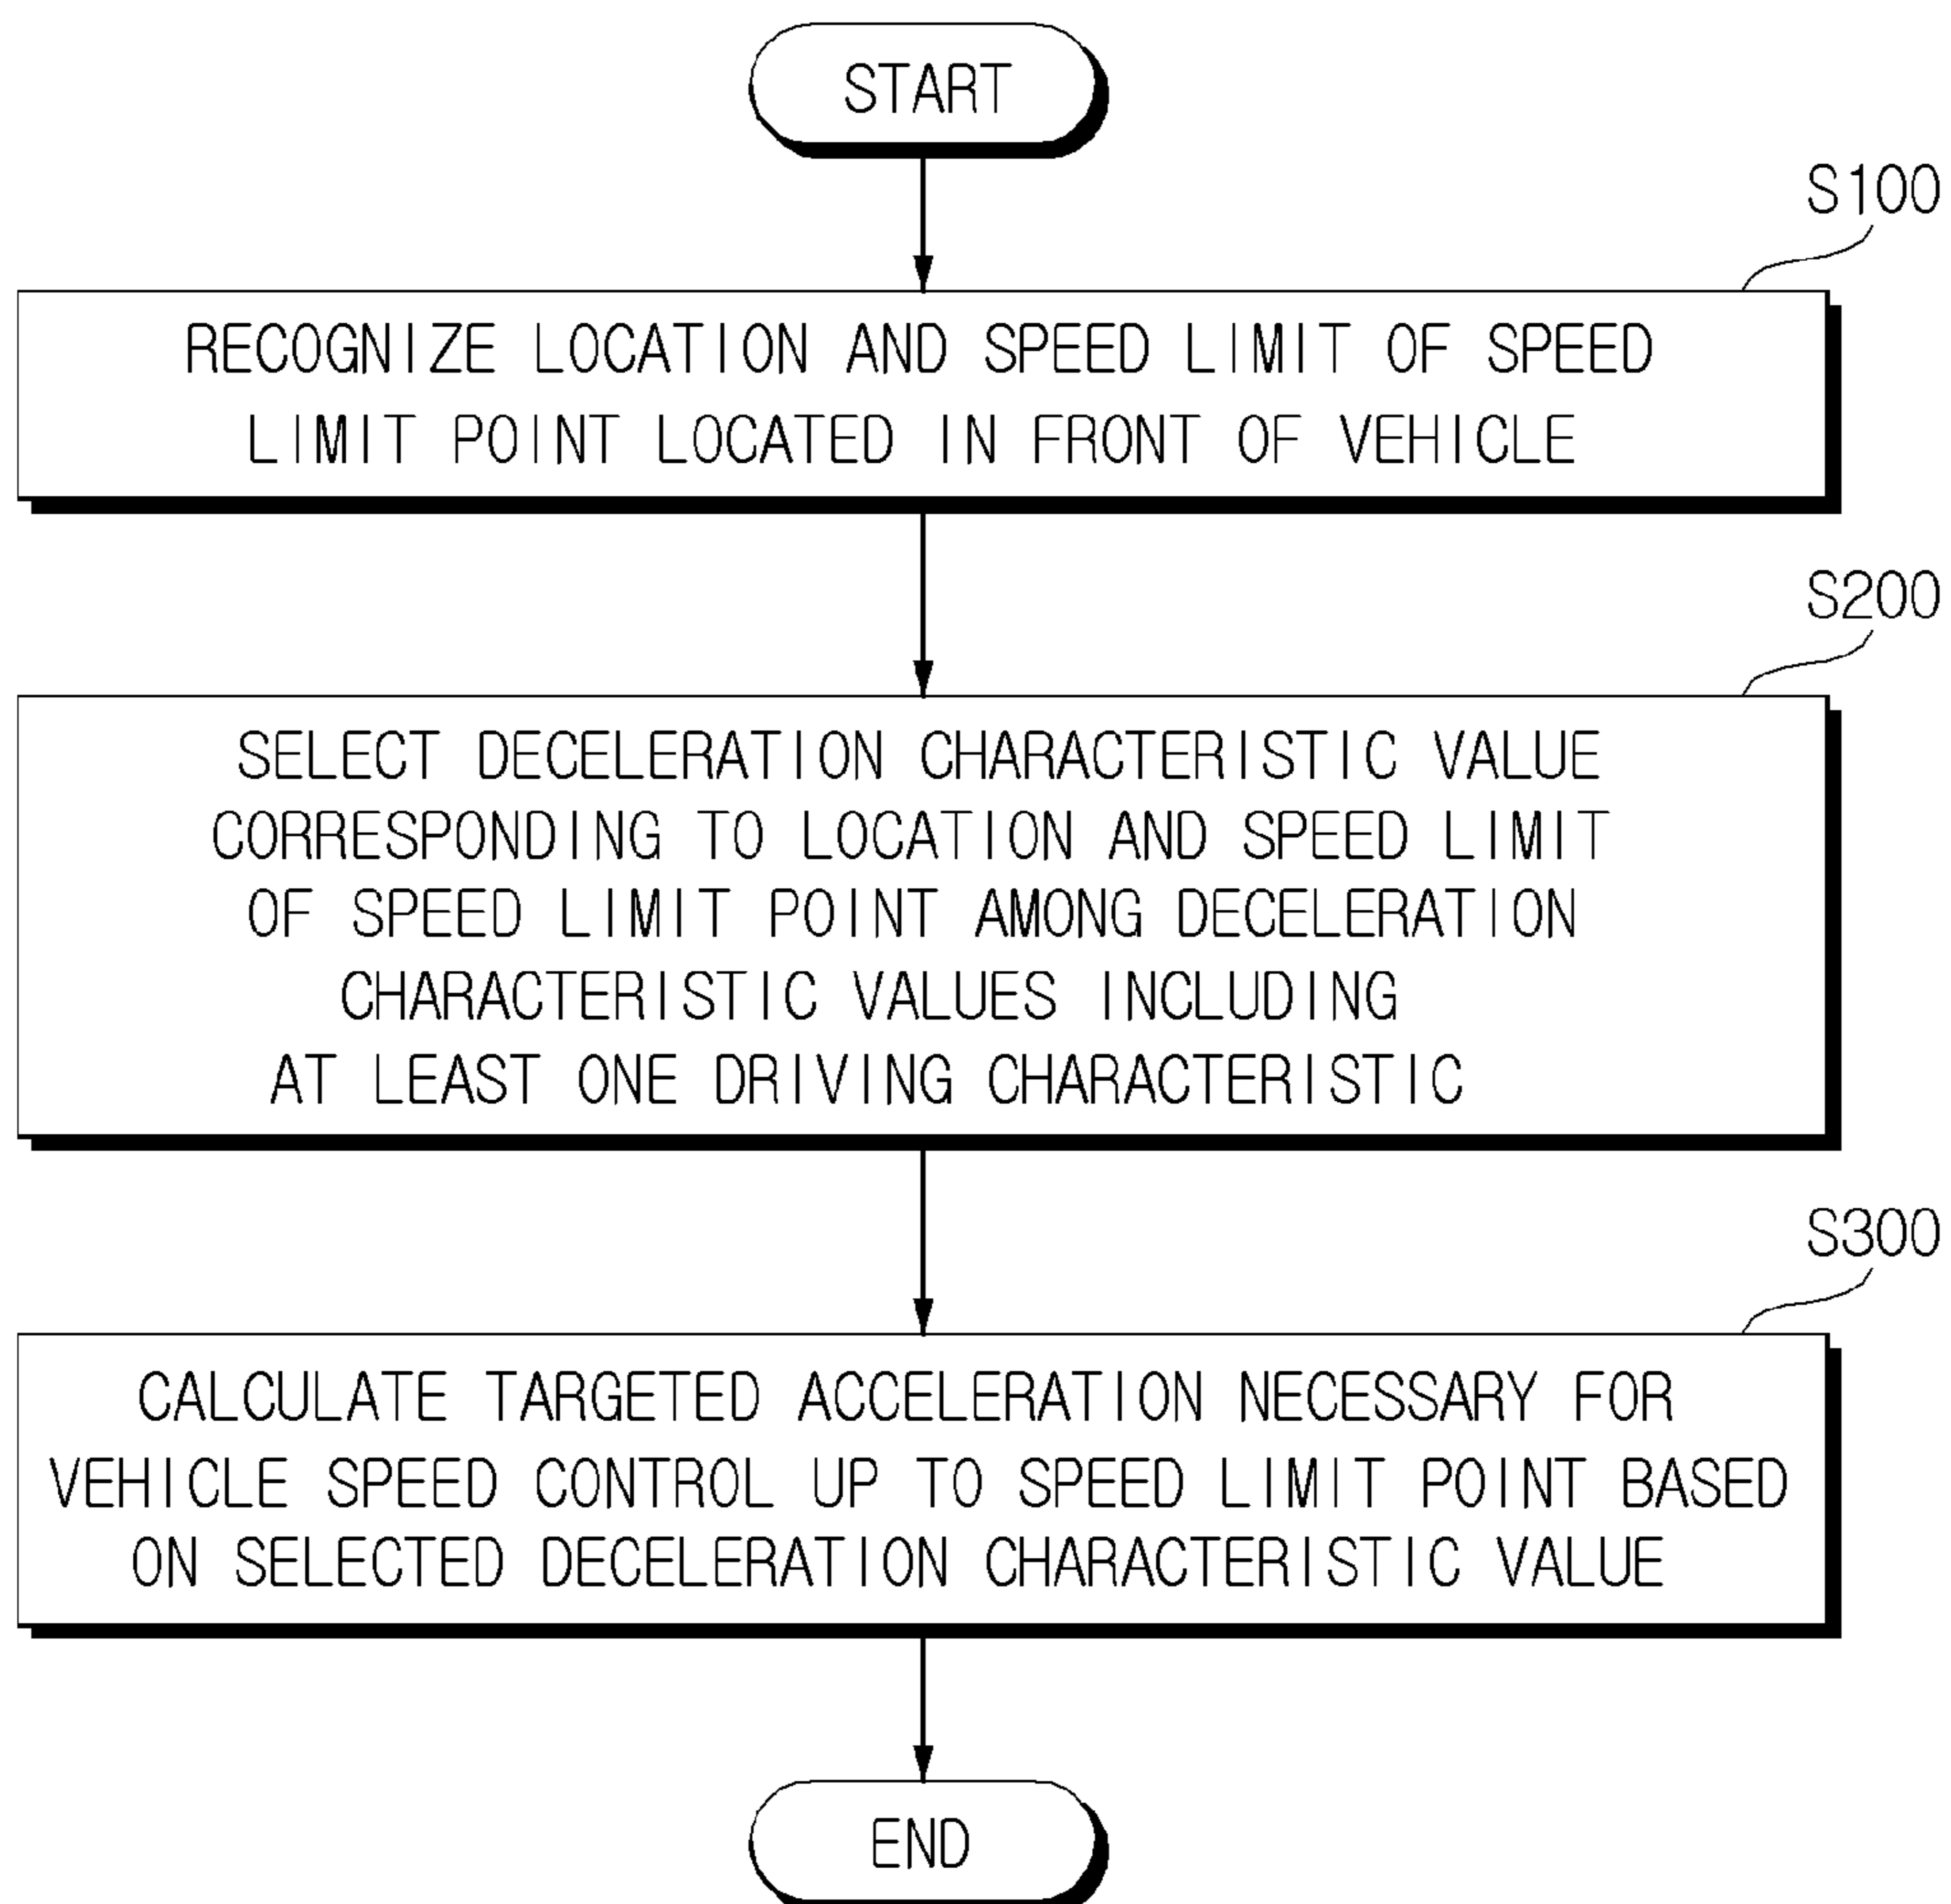 START
S100
RECOGNIZE LOCATION AND SPEED LIMIT OF SPEED
LIMIT POINT LOCATED IN FRONT OF VEHICLE
S200
SELECT DECELERATION CHARACTERISTIC VALUE
CORRESPONDING TO LOCATION AND SPEED LIMIT
OF SPEED LIMIT POINT AMONG DECELERATION
CHARACTERISTIC VALUES INCLUDING
AT LEAST ONE DRIVING CHARACTERISTIC
S300
CALCULATE TARGETED ACCELERATION NECESSARY FOR
VEHICLE SPEED CONTROL UP TO SPEED LIMIT POINT BASED
ON SELECTED DECELERATION CHARACTERISTIC VALUE
END